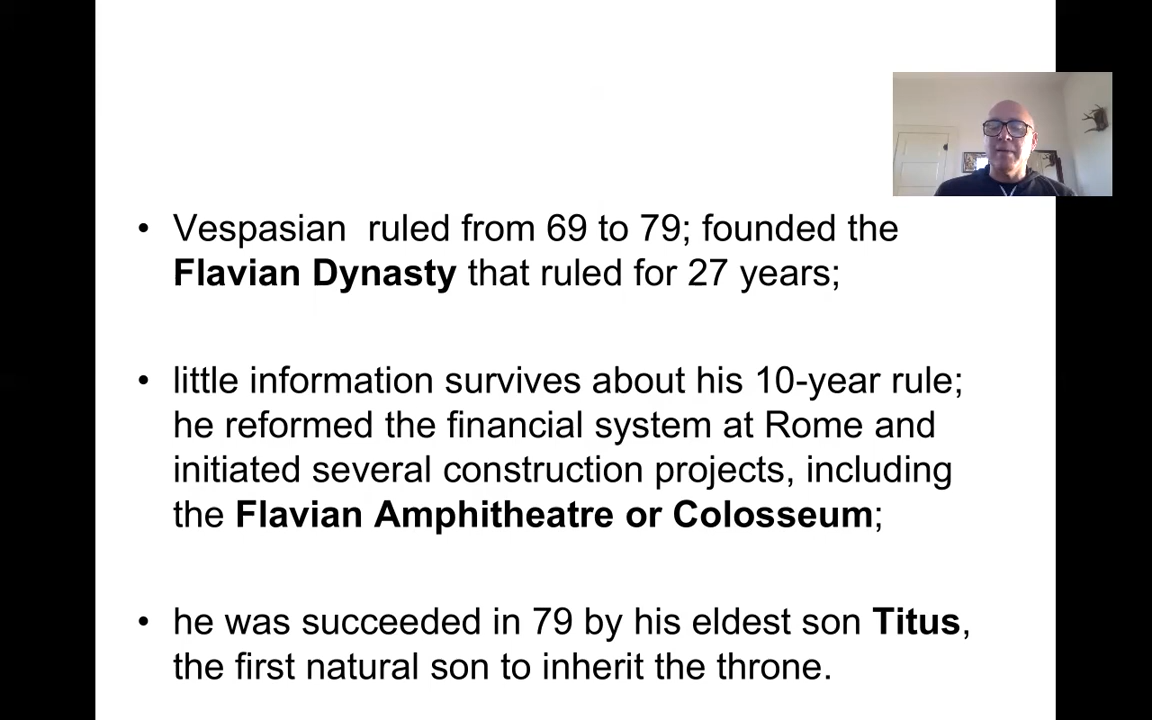 • Vespasian  ruled from 69 to 79; founded the
Flavian Dynasty that ruled for 27 years;
• little information survives about his 10-year rule;
he reformed the financial system at Rome and
initiated several construction projects, including
the Flavian Amphitheatre or Colosseum;
• he was succeeded in 79 by his eldest son Titus,
the first natural son to inherit the throne.